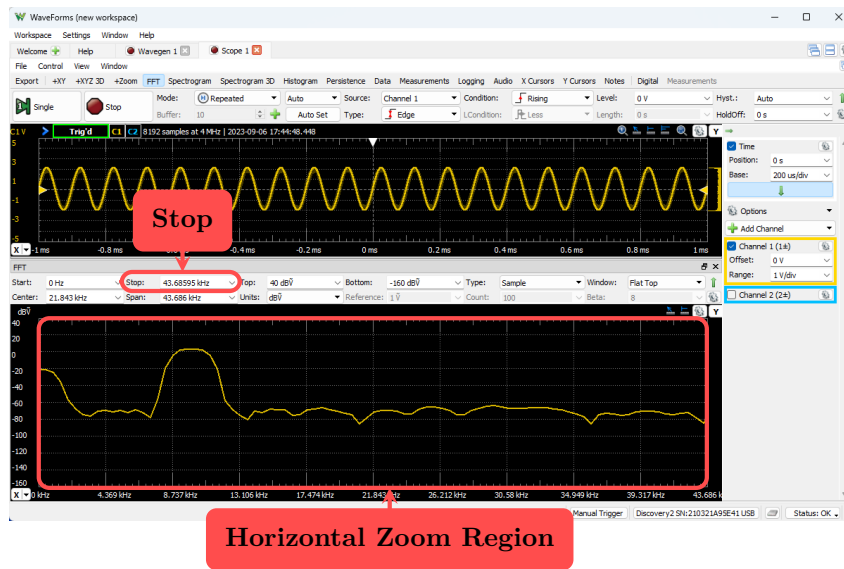 WaveForms (new workspace)
Workspace Settings Window Help
Welcome Help Wavegen 1 Scope 1
File Control View Window
Export +XY +XYZ 3D +Zoom FFT Spectrogram Spectrogram 3D Histogram Persistence Data Measurements Logging Audio X Cursors Y Cursors Notes Digital Measurements
Single Stop Mode: Repeated Auto Source: Channel 1 Condition: Rising Level: 0 V Hyst.: Auto
Buffer: 10 Auto Set Type: Edge LCondition: Less Length: 0 s HoldOff: 0 s
C1 V Trig'd C1 C2 8192 samples at 4 MHz | 2023-09-06 17:44:48.448 Y
5
3
1
-1
-3
-5
X -1 ms -0.8 ms -0.4 ms -0.2 ms 0 ms 0.2 ms 0.4 ms 0.6 ms 0.8 ms 1 ms
Time
Position: 0 s
Base: 200 us/div
Options
Add Channel
Channel 1 (1±)
Offset: 0 V
Range: 1 V/div
Channel 2 (2±)
Stop
FFT
Start: 0 Hz Stop: 43.68595 kHz Top: 40 dBṼ Bottom: -160 dBṼ Type: Sample Window: Flat Top
Center: 21.843 kHz Span: 43.686 kHz Units: dBṼ Reference: 1 Ṽ Count: 100 Beta: 8
dBṼ Y
40
20
0
-20
-40
-60
-80
-100
-120
-140
-160
X 0 kHz 4.369 kHz 8.737 kHz 13.106 kHz 17.474 kHz 26.212 kHz 30.58 kHz 34.949 kHz 39.317 kHz 43.686 k
Manual Trigger Discovery2 SN:210321A95E41 USB Status: OK
Horizontal Zoom Region